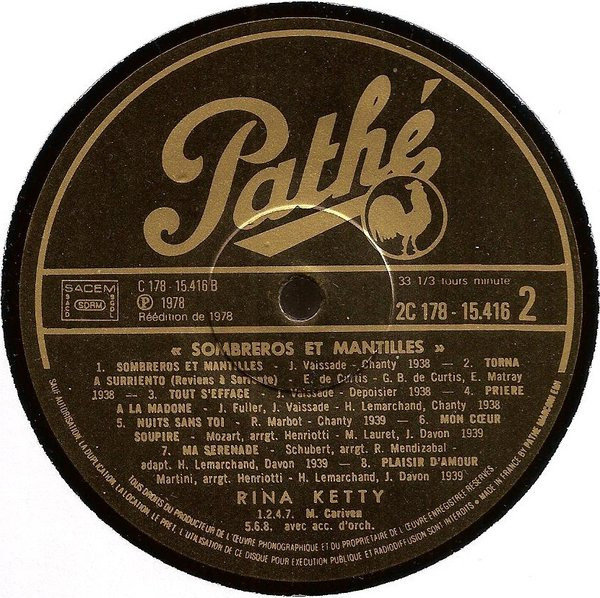 Pathé
SACEM
SACD SDRM SGDL
C 178 - 15.416 B
℗ 1978
Réédition de 1978
33 1/3 tours minute
2C 178 - 15.416 2
« SOMBREROS ET MANTILLES »
1. SOMBREROS ET MANTILLES - J. Vaissade - Chanty 1938 — 2. TORNA
A SURRIENTO (Reviens à Sorrente) - E. de Curtis - G. B. de Curtis, E. Matray
1938 — 3. TOUT S'EFFACE - J. Vaissade - Depoisier 1938 — 4. PRIERE
A LA MADONE - J. Fuller, J. Vaissade - H. Lemarchand, Chanty 1938
5. NUITS SANS TOI - R. Marbot - Chanty 1939 — 6. MON CŒUR
SOUPIRE - Mozart, arrgt. Henriotti - M. Lauret, J. Davon 1939
7. MA SERENADE - Schubert, arrgt - R. Mendizabal -
adapt. H. Lemarchand, Davon 1939 — 8. PLAISIR D'AMOUR
Martini, arrgt. Henriotti - H. Lemarchand, J. Davon 1939
RINA KETTY
1.2.4.7. M. Cariven
5.6.8. avec acc. d'orch.
SAUF AUTORISATION, LA DUPLICATION, LA LOCATION, LE PRET, L'UTILISATION DE CE DISQUE POUR EXECUTION PUBLIQUE ET RADIODIFFUSION SONT INTERDITS • MADE IN FRANCE BY PATHE MARCONI EMI
TOUS DROITS DU PRODUCTEUR DE L'ŒUVRE PHONOGRAPHIQUE ET DU PROPRIETAIRE DE L'ŒUVRE ENREGISTREE RESERVES